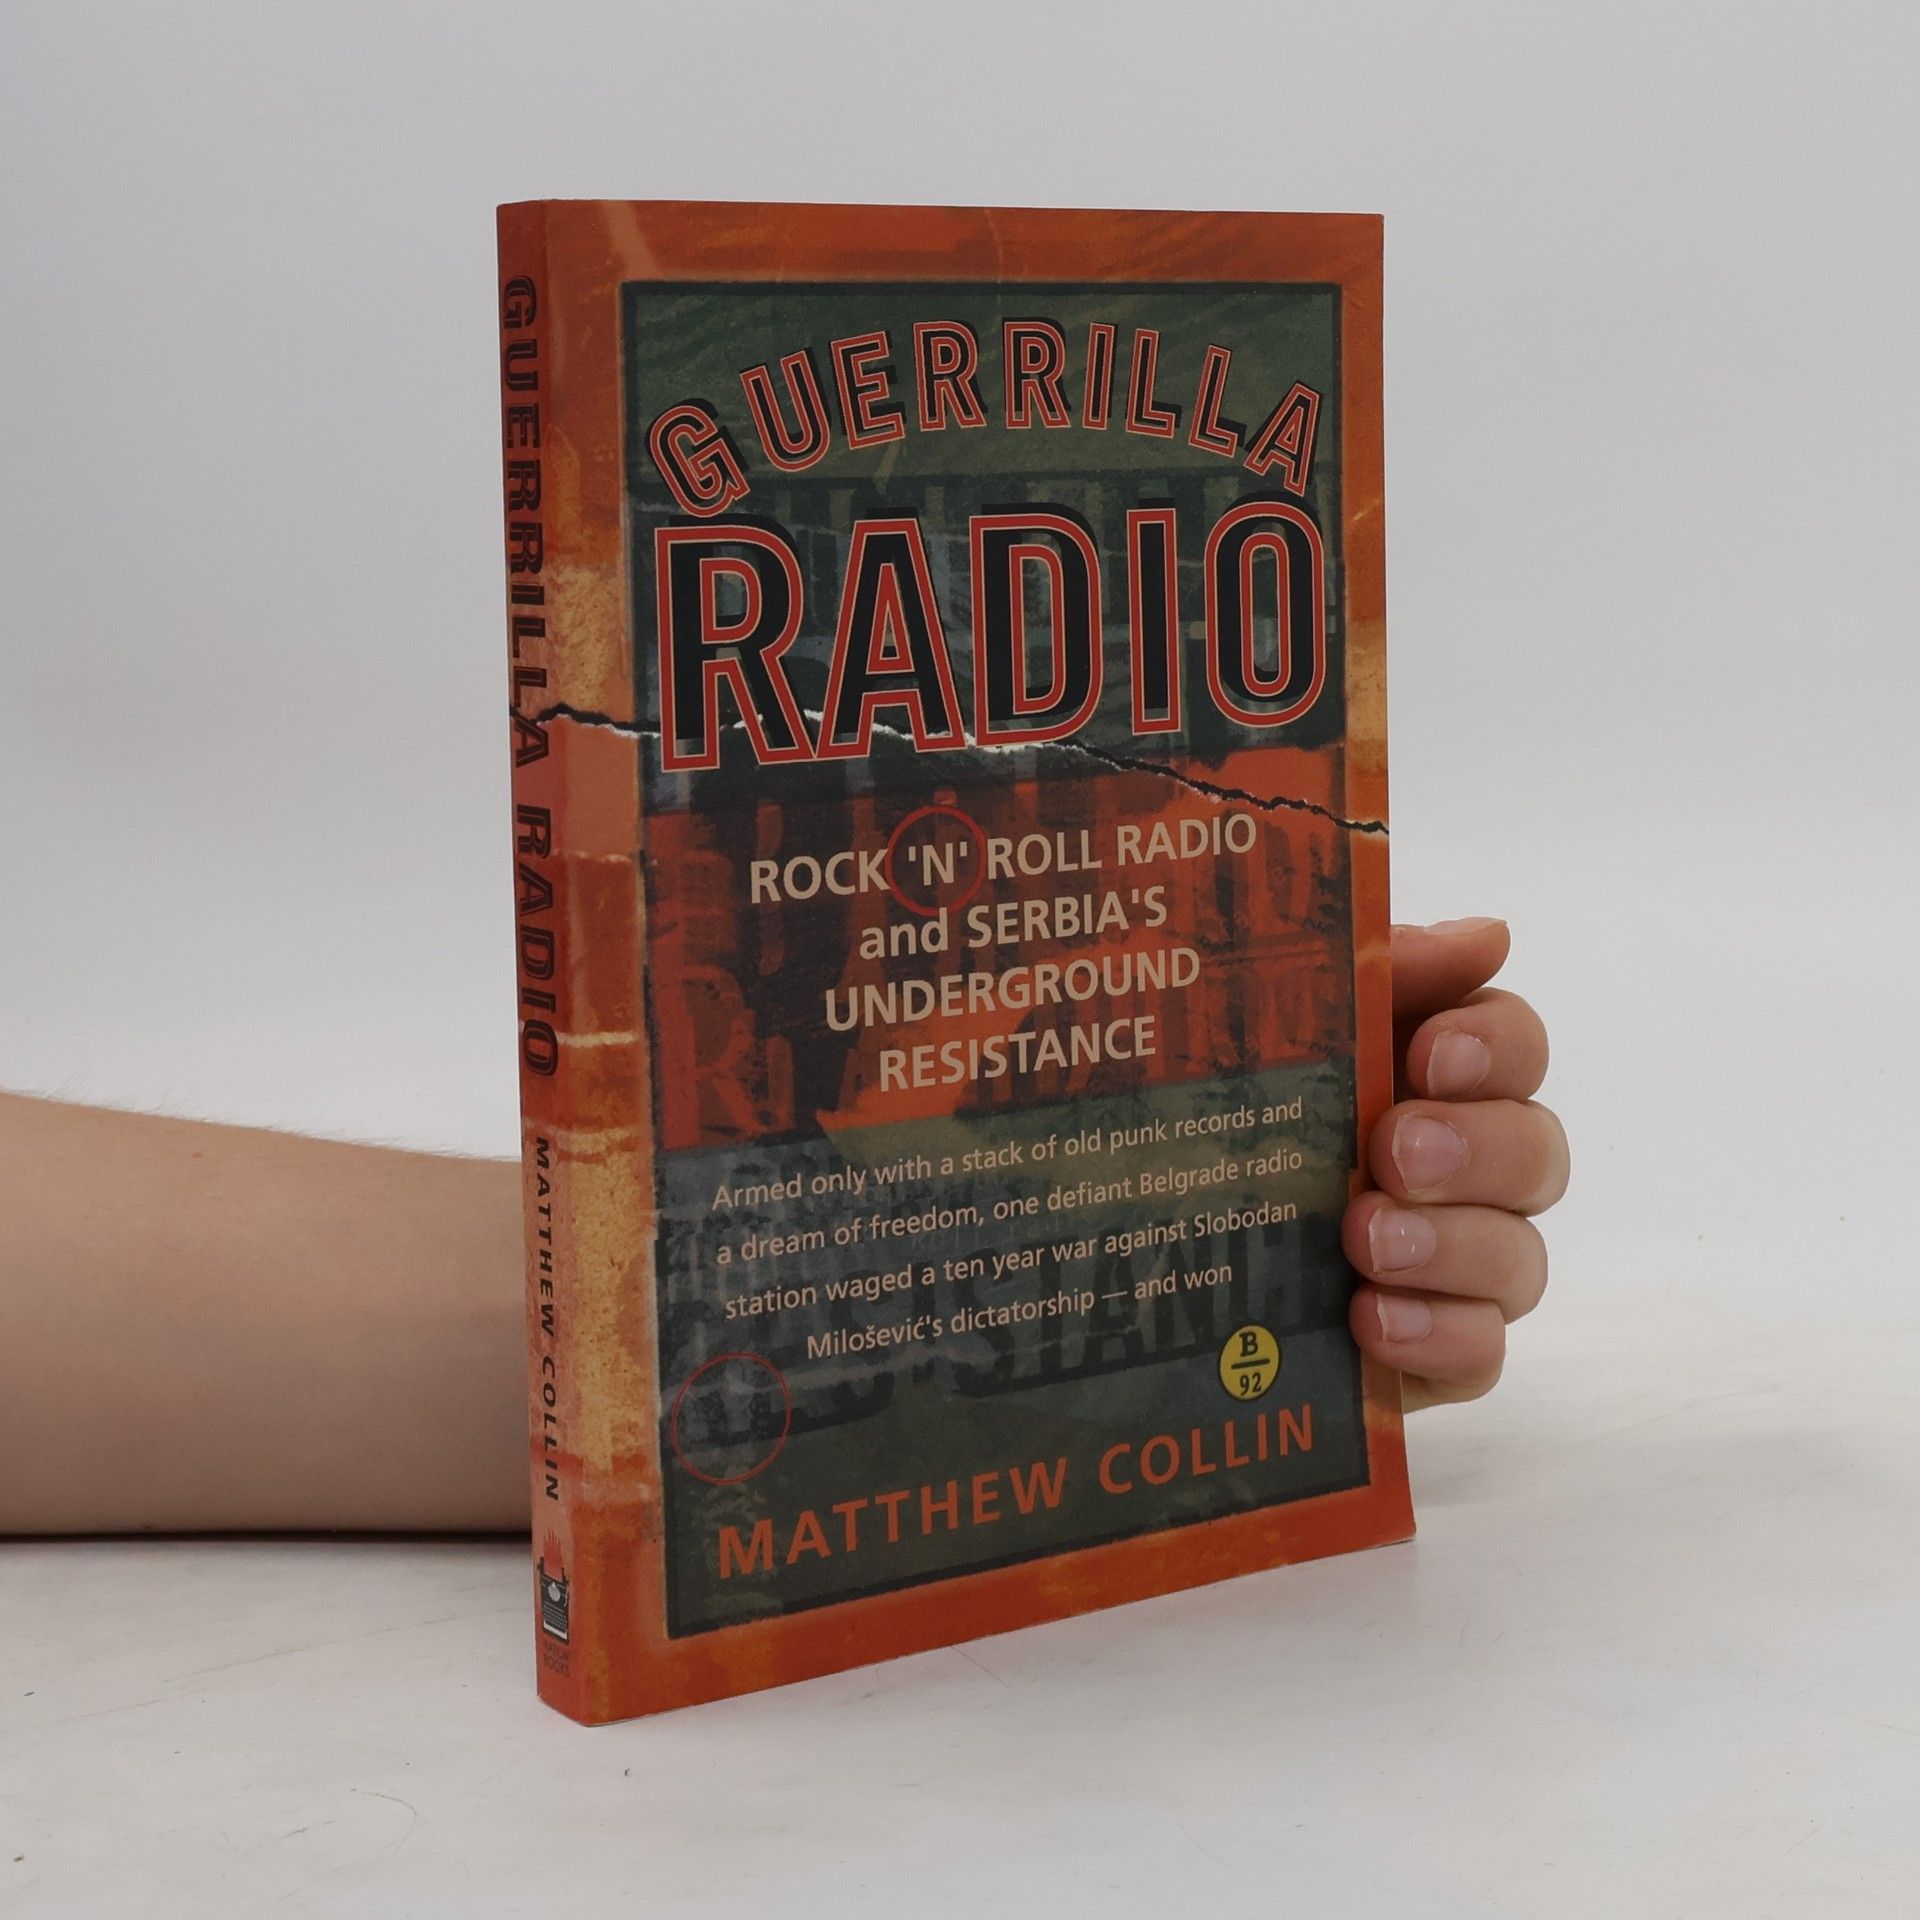 GUERRILLA RADIO MATTHEW COLLIN
NATION
BOOKS
GUERRILLA
RADIO
ROCK 'N' ROLL RADIO
and SERBIA'S
UNDERGROUND
RESISTANCE
Armed only with a stack of old punk records and
a dream of freedom, one defiant Belgrade radio
station waged a ten year war against Slobodan
Milošević's dictatorship — and won
B
92
MATTHEW COLLIN